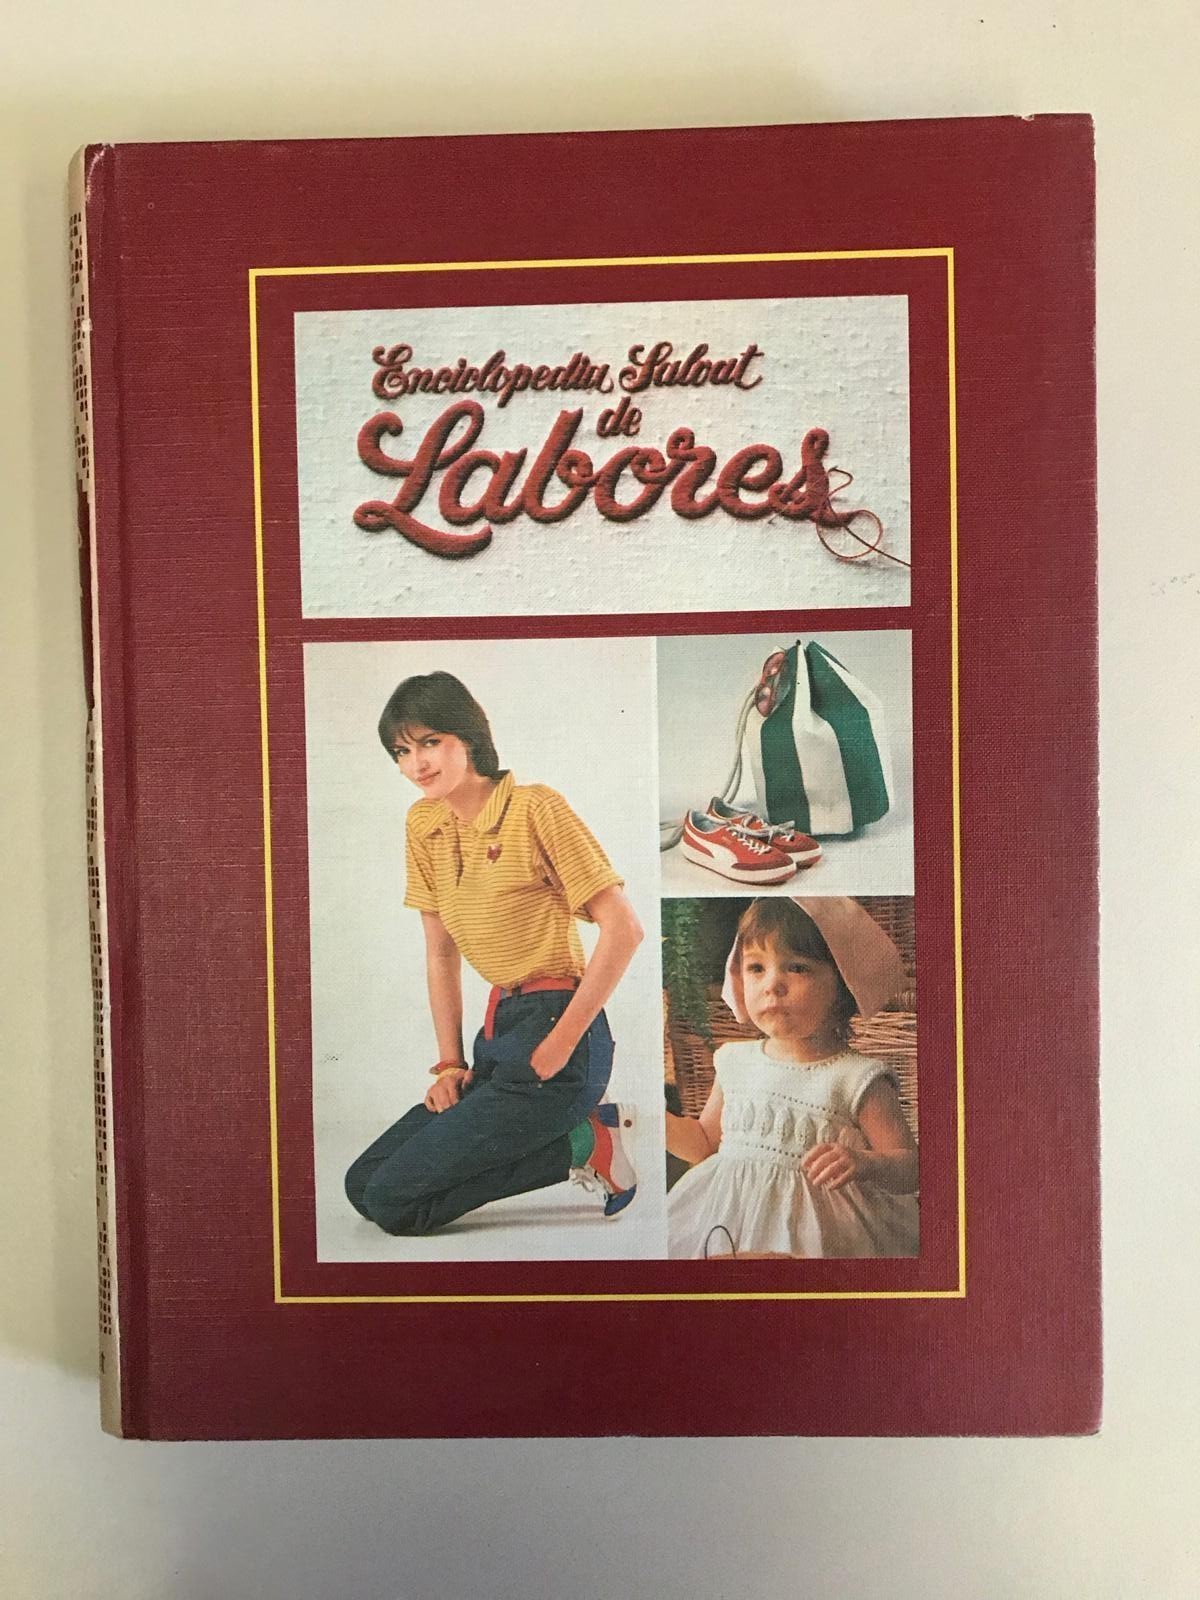 Enciclopedia Salvat
de
Labores